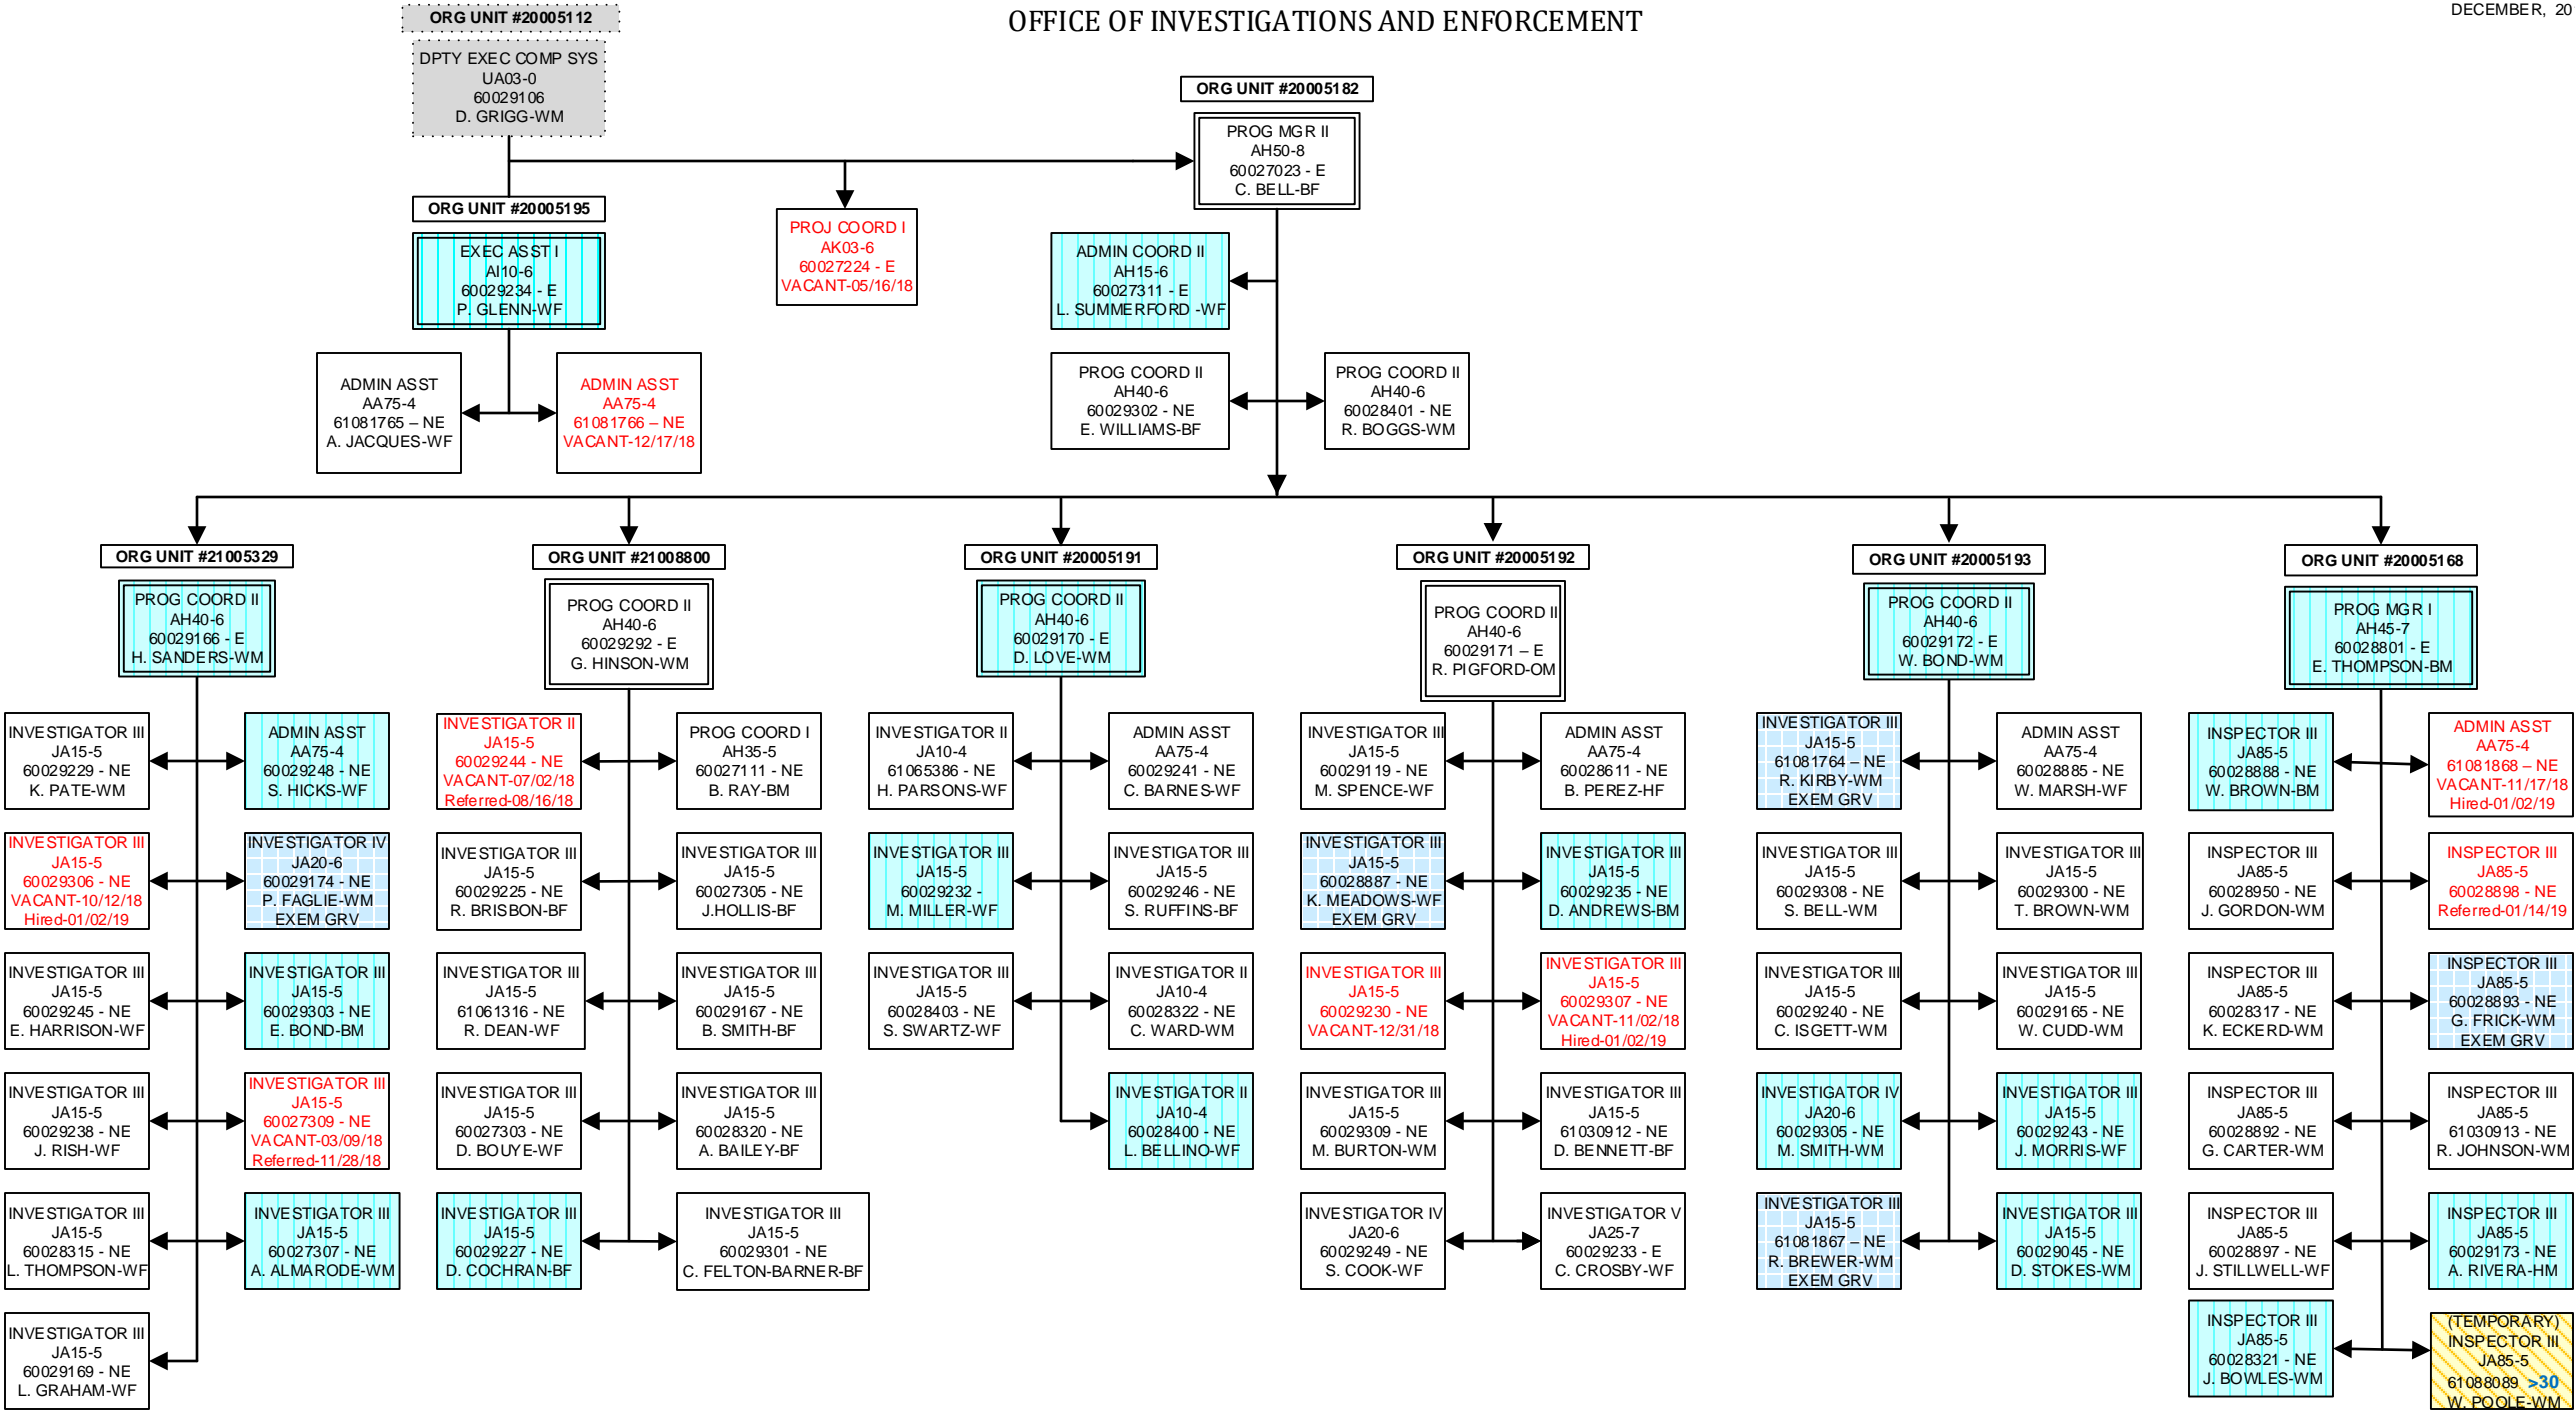 OFFICE OF INVESTIGATIONS AND ENFORCEMENT
DECEMBER, 20
ORG UNIT #20005112
DPTY EXEC COMP SYS
UA03-0
60029106
D. GRIGG-WM
ORG UNIT #20005182
PROG MGR II
AH50-8
60027023 - E
C. BELL-BF
ORG UNIT #20005195
EXEC ASST I
AI10-6
60029234 - E
P. GLENN-WF
PROJ COORD I
AK03-6
60027224 - E
VACANT-05/16/18
ADMIN COORD II
AH15-6
60027311 - E
L. SUMMERFORD -WF
ADMIN ASST
AA75-4
61081765 – NE
A. JACQUES-WF
ADMIN ASST
AA75-4
61081766 – NE
VACANT-12/17/18
PROG COORD II
AH40-6
60029302 - NE
E. WILLIAMS-BF
PROG COORD II
AH40-6
60028401 - NE
R. BOGGS-WM
ORG UNIT #21005329
PROG COORD II
AH40-6
60029166 - E
H. SANDERS-WM
INVESTIGATOR III
JA15-5
60029229 - NE
K. PATE-WM
ADMIN ASST
AA75-4
60029248 - NE
S. HICKS-WF
INVESTIGATOR III
JA15-5
60029306 - NE
VACANT-10/12/18
Hired-01/02/19
INVESTIGATOR IV
JA20-6
60029174 - NE
P. FAGLIE-WM
EXEM GRV
INVESTIGATOR III
JA15-5
60029245 - NE
E. HARRISON-WF
INVESTIGATOR III
JA15-5
60029303 - NE
E. BOND-BM
INVESTIGATOR III
JA15-5
60029238 - NE
J. RISH-WF
INVESTIGATOR III
JA15-5
60027309 - NE
VACANT-03/09/18
Referred-11/28/18
INVESTIGATOR III
JA15-5
60028315 - NE
L. THOMPSON-WF
INVESTIGATOR III
JA15-5
60027307 - NE
A. ALMARODE-WM
INVESTIGATOR III
JA15-5
60029169 - NE
L. GRAHAM-WF
ORG UNIT #21008800
PROG COORD II
AH40-6
60029292 - E
G. HINSON-WM
INVESTIGATOR II
JA15-5
60029244 - NE
VACANT-07/02/18
Referred-08/16/18
PROG COORD I
AH35-5
60027111 - NE
B. RAY-BM
INVESTIGATOR III
JA15-5
60029225 - NE
R. BRISBON-BF
INVESTIGATOR III
JA15-5
60027305 - NE
J.HOLLIS-BF
INVESTIGATOR III
JA15-5
61061316 - NE
R. DEAN-WF
INVESTIGATOR III
JA15-5
60029167 - NE
B. SMITH-BF
INVESTIGATOR III
JA15-5
60027303 - NE
D. BOUYE-WF
INVESTIGATOR III
JA15-5
60028320 - NE
A. BAILEY-BF
INVESTIGATOR III
JA15-5
60029227 - NE
D. COCHRAN-BF
INVESTIGATOR III
JA15-5
60029301 - NE
C. FELTON-BARNER-BF
ORG UNIT #20005191
PROG COORD II
AH40-6
60029170 - E
D. LOVE-WM
INVESTIGATOR II
JA10-4
61065386 - NE
H. PARSONS-WF
ADMIN ASST
AA75-4
60029241 - NE
C. BARNES-WF
INVESTIGATOR III
JA15-5
60029232 -
M. MILLER-WF
INVESTIGATOR III
JA15-5
60029246 - NE
S. RUFFINS-BF
INVESTIGATOR III
JA15-5
60028403 - NE
S. SWARTZ-WF
INVESTIGATOR II
JA10-4
60028322 - NE
C. WARD-WM
INVESTIGATOR II
JA10-4
60028400 - NE
L. BELLINO-WF
ORG UNIT #20005192
PROG COORD II
AH40-6
60029171 – E
R. PIGFORD-OM
INVESTIGATOR III
JA15-5
60029119 - NE
M. SPENCE-WF
ADMIN ASST
AA75-4
60028611 - NE
B. PEREZ-HF
INVESTIGATOR III
JA15-5
60028887 - NE
K. MEADOWS-WF
EXEM GRV
INVESTIGATOR III
JA15-5
60029235 - NE
D. ANDREWS-BM
INVESTIGATOR III
JA15-5
60029230 - NE
VACANT-12/31/18
INVESTIGATOR III
JA15-5
60029307 - NE
VACANT-11/02/18
Hired-01/02/19
INVESTIGATOR III
JA15-5
60029309 - NE
M. BURTON-WM
INVESTIGATOR III
JA15-5
61030912 - NE
D. BENNETT-BF
INVESTIGATOR IV
JA20-6
60029249 - NE
S. COOK-WF
INVESTIGATOR V
JA25-7
60029233 - E
C. CROSBY-WF
ORG UNIT #20005193
PROG COORD II
AH40-6
60029172 - E
W. BOND-WM
INVESTIGATOR III
JA15-5
61081764 – NE
R. KIRBY-WM
EXEM GRV
ADMIN ASST
AA75-4
60028885 - NE
W. MARSH-WF
INVESTIGATOR III
JA15-5
60029308 - NE
S. BELL-WM
INVESTIGATOR III
JA15-5
60029300 - NE
T. BROWN-WM
INVESTIGATOR III
JA15-5
60029240 - NE
C. ISGETT-WM
INVESTIGATOR III
JA15-5
60029165 - NE
W. CUDD-WM
INVESTIGATOR IV
JA20-6
60029305 - NE
M. SMITH-WM
INVESTIGATOR III
JA15-5
60029243 - NE
J. MORRIS-WF
INVESTIGATOR III
JA15-5
61081867 – NE
R. BREWER-WM
EXEM GRV
INVESTIGATOR III
JA15-5
60029045 - NE
D. STOKES-WM
ORG UNIT #20005168
PROG MGR I
AH45-7
60028801 - E
E. THOMPSON-BM
INSPECTOR III
JA85-5
60028888 - NE
W. BROWN-BM
ADMIN ASST
AA75-4
61081868 – NE
VACANT-11/17/18
Hired-01/02/19
INSPECTOR III
JA85-5
60028950 - NE
J. GORDON-WM
INSPECTOR III
JA85-5
60028898 - NE
Referred-01/14/19
INSPECTOR III
JA85-5
60028317 - NE
K. ECKERD-WM
INSPECTOR III
JA85-5
60028893 - NE
G. FRICK-WM
EXEM GRV
INSPECTOR III
JA85-5
60028892 - NE
G. CARTER-WM
INSPECTOR III
JA85-5
61030913 - NE
R. JOHNSON-WM
INSPECTOR III
JA85-5
60028897 - NE
J. STILLWELL-WF
INSPECTOR III
JA85-5
60029173 - NE
A. RIVERA-HM
INSPECTOR III
JA85-5
60028321 - NE
J. BOWLES-WM
(TEMPORARY)
INSPECTOR III
JA85-5
61088089 >30
W. POOLE-WM